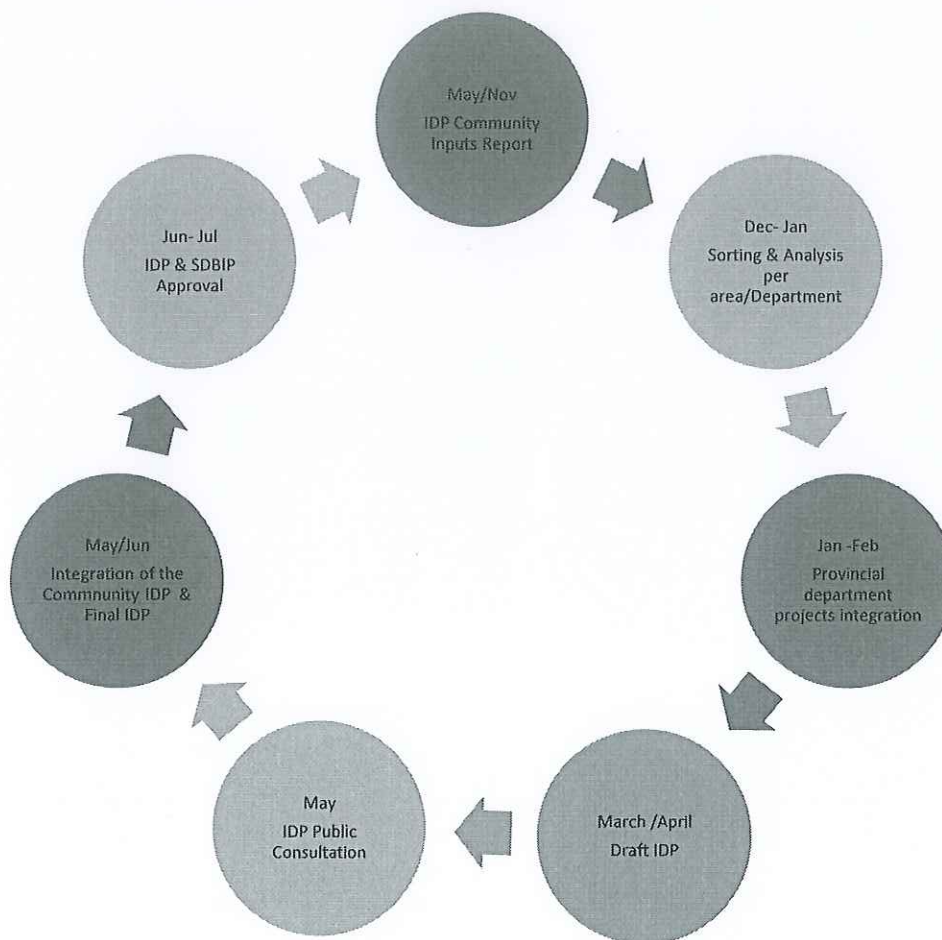 May/Nov
IDP Community
Inputs Report
Dec- Jan
Sorting & Analysis
per
area/Department
Jan -Feb
Provincial
department
projects integration
March /April
Draft IDP
May
IDP Public
Consultation
May/Jun
Integration of the
Commnunity IDP &
Final IDP
Jun- Jul
IDP & SDBIP
Approval